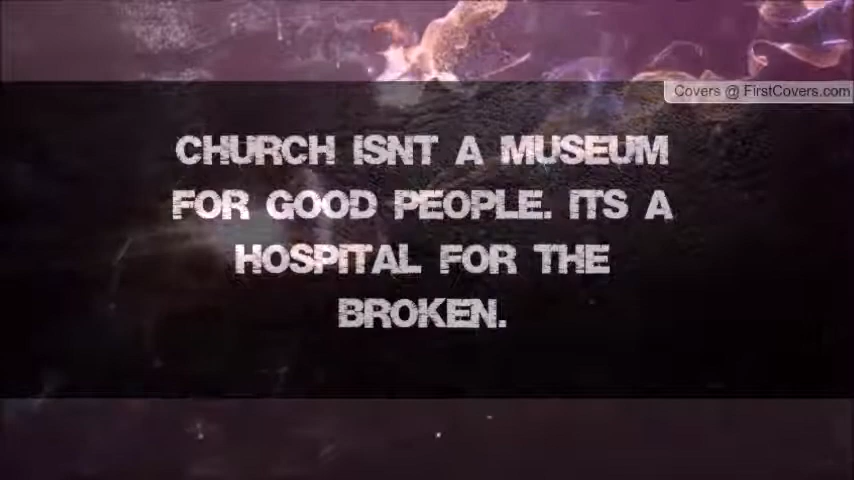 Covers @ FirstCovers.com
CHURCH ISNT A MUSEUM
FOR GOOD PEOPLE. ITS A
HOSPITAL FOR THE
BROKEN.